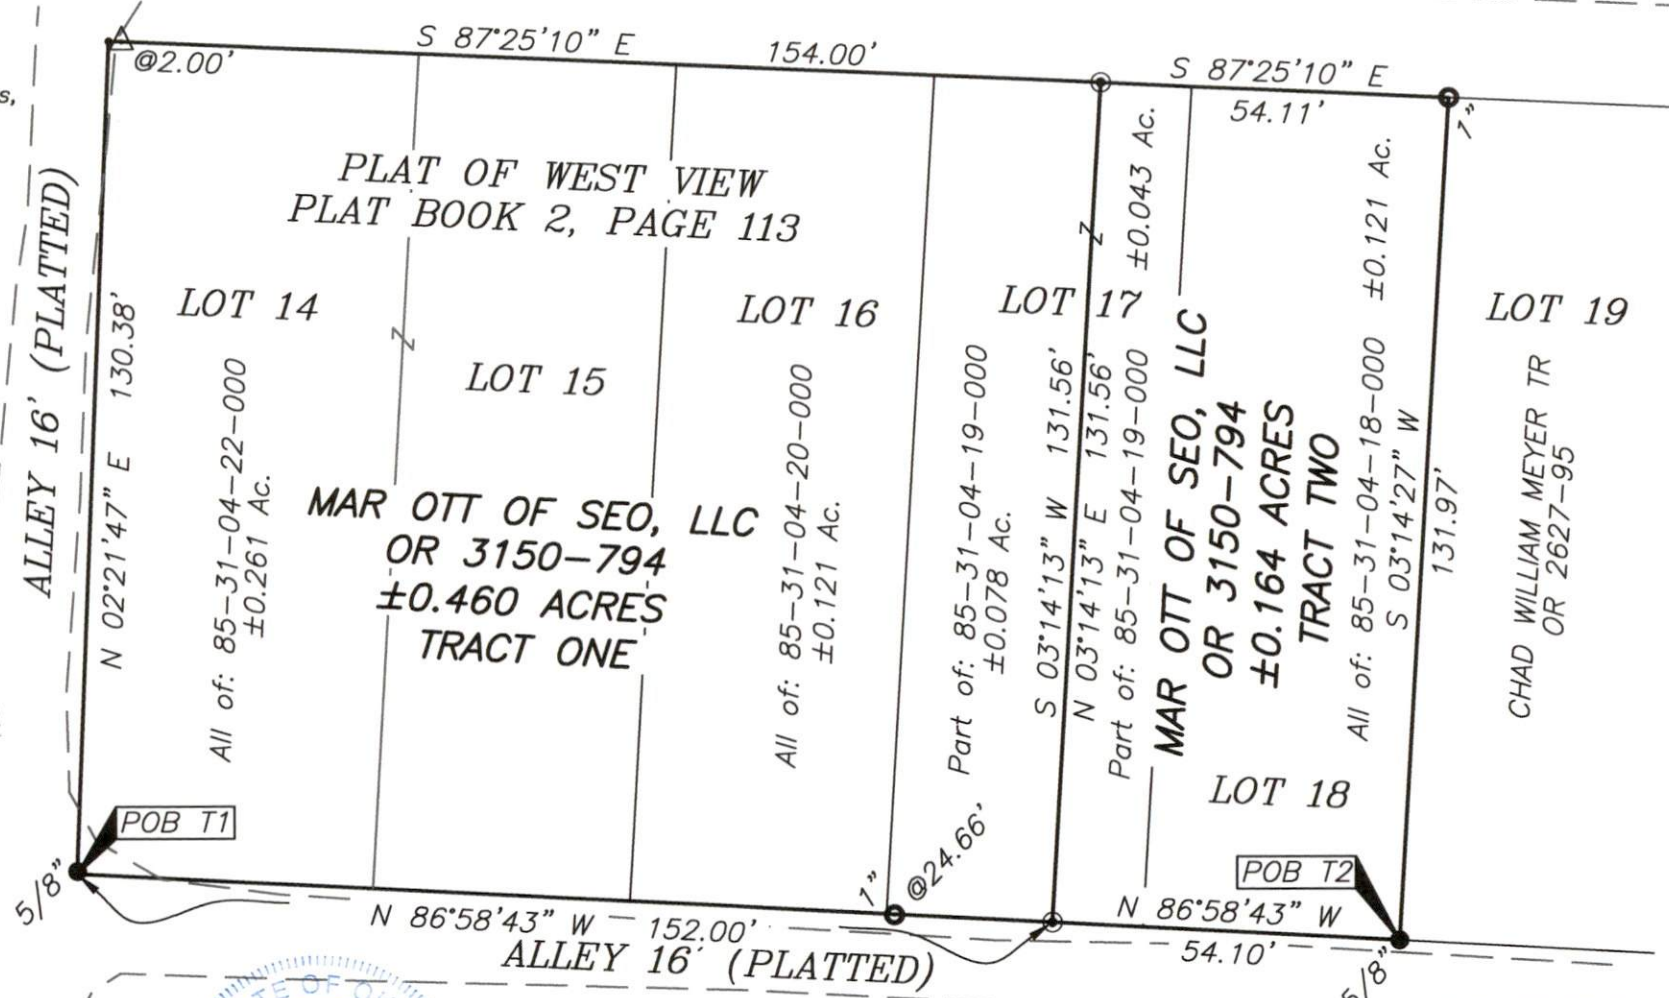 S 87°25'10" E
154.00'
@2.00'
S 87°25'10" E
54.11'
1"
s,
PLAT OF WEST VIEW
PLAT BOOK 2, PAGE 113
ALLEY 16' (PLATTED)
N 02°21'47" E 130.38'
LOT 14
All of: 85-31-04-22-000
±0.261 Ac.
Z
LOT 15
LOT 16
All of: 85-31-04-20-000
±0.121 Ac.
MAR OTT OF SEO, LLC
OR 3150-794
±0.460 ACRES
TRACT ONE
LOT 17
Part of: 85-31-04-19-000
±0.078 Ac.
Z
S 03°14'13" W 131.56'
N 03°14'13" E 131.56'
Part of: 85-31-04-19-000 ±0.043 Ac.
MAR OTT OF SEO, LLC
OR 3150-794
±0.164 ACRES
TRACT TWO
All of: 85-31-04-18-000 ±0.121 Ac.
S 03°14'27" W
131.97'
LOT 18
LOT 19
CHAD WILLIAM MEYER TR
OR 2627-95
POB T1
5/8"
1"
@24.66'
POB T2
5/8"
N 86°58'43" W
152.00'
N 86°58'43" W
54.10'
ALLEY 16' (PLATTED)
TE OF O